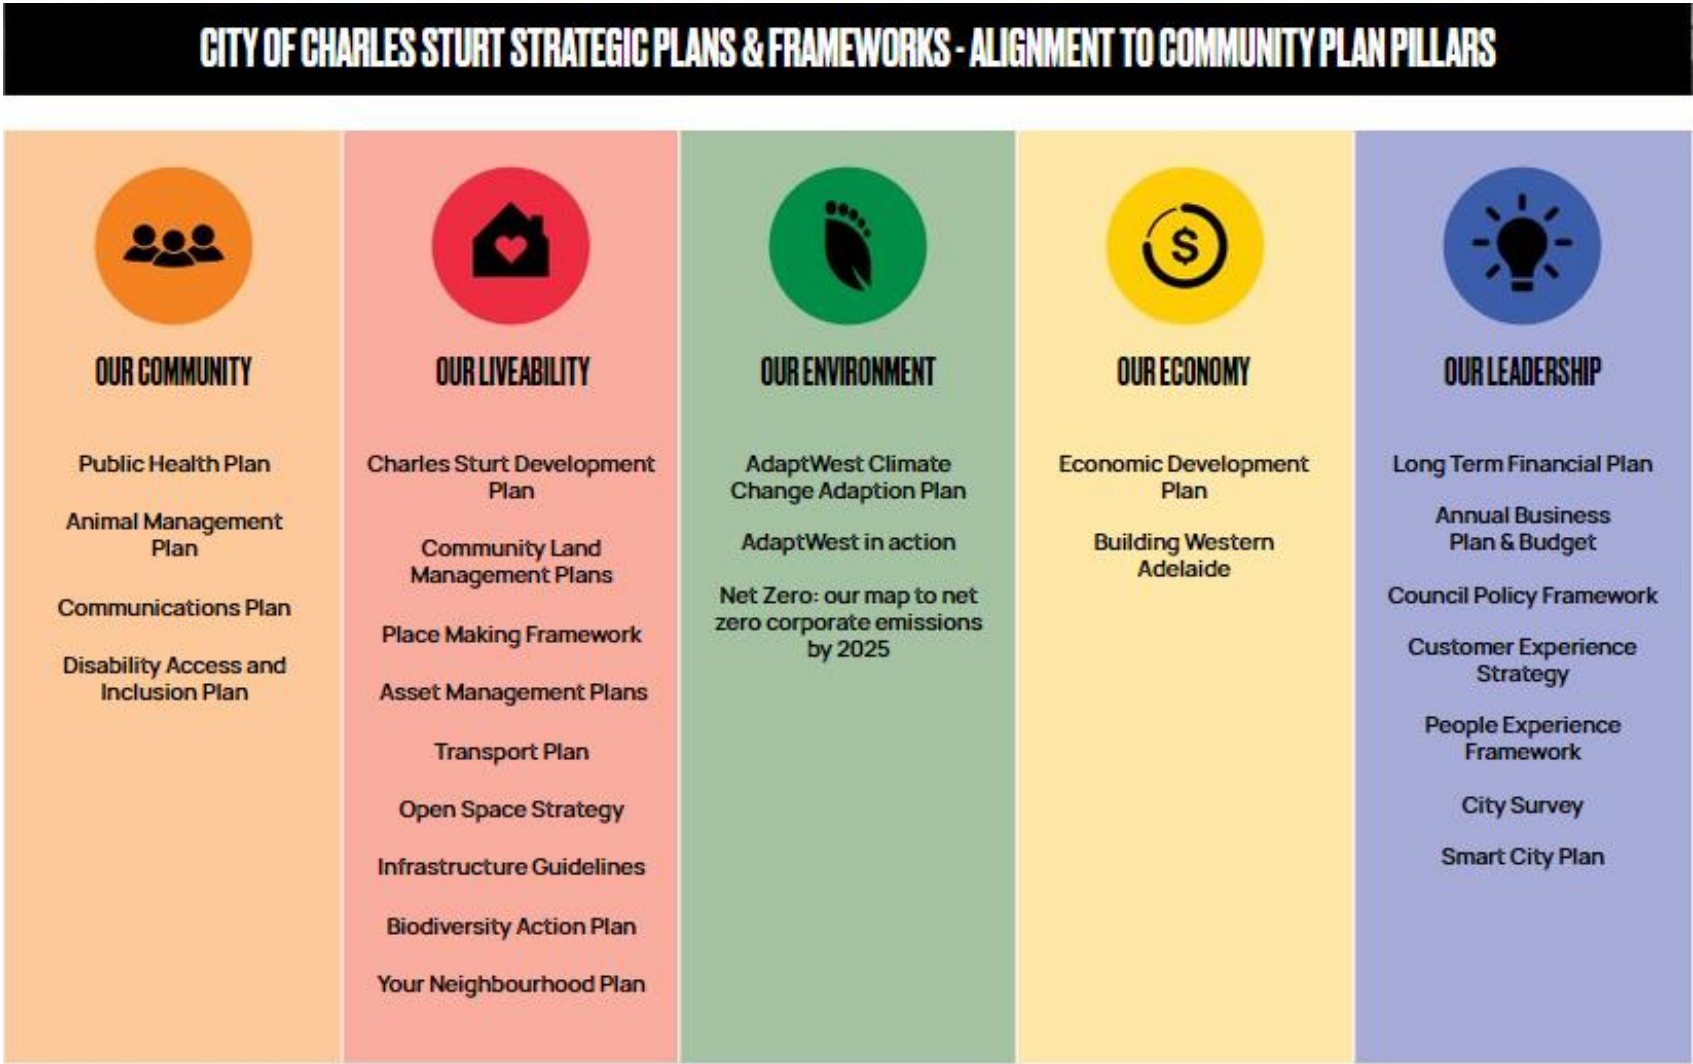 CITY OF CHARLES STURT STRATEGIC PLANS & FRAMEWORKS - ALIGNMENT TO COMMUNITY PLAN PILLARS
OUR COMMUNITY
Public Health Plan
Animal Management
Plan
Communications Plan
Disability Access and
Inclusion Plan
OUR LIVEABILITY
Charles Sturt Development
Plan
Community Land
Management Plans
Place Making Framework
Asset Management Plans
Transport Plan
Open Space Strategy
Infrastructure Guidelines
Biodiversity Action Plan
Your Neighbourhood Plan
OUR ENVIRONMENT
AdaptWest Climate
Change Adaption Plan
AdaptWest in action
Net Zero: our map to net
zero corporate emissions
by 2025
$
OUR ECONOMY
Economic Development
Plan
Building Western
Adelaide
OUR LEADERSHIP
Long Term Financial Plan
Annual Business
Plan & Budget
Council Policy Framework
Customer Experience
Strategy
People Experience
Framework
City Survey
Smart City Plan